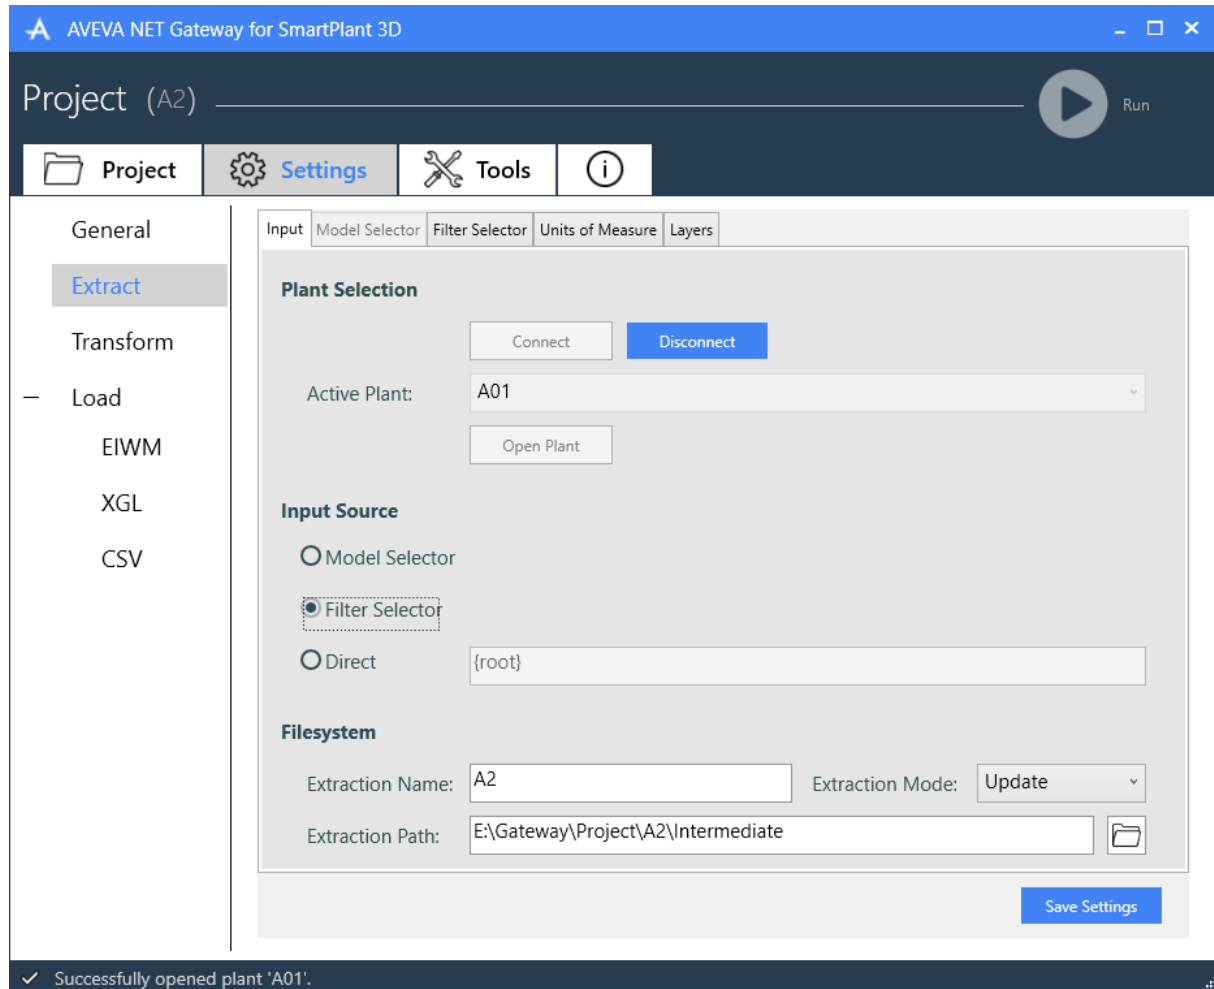 AVEVA NET Gateway for SmartPlant 3D
Project (A2)
Run
Project Settings Tools
General
Extract
Transform
Load
EIWM
XGL
CSV
Input Model Selector Filter Selector Units of Measure Layers
Plant Selection
Connect Disconnect
Active Plant: A01
Open Plant
Input Source
Model Selector
Filter Selector
Direct {root}
Filesystem
Extraction Name: A2 Extraction Mode: Update
Extraction Path: E:\Gateway\Project\A2\Intermediate
Save Settings
Successfully opened plant 'A01'.